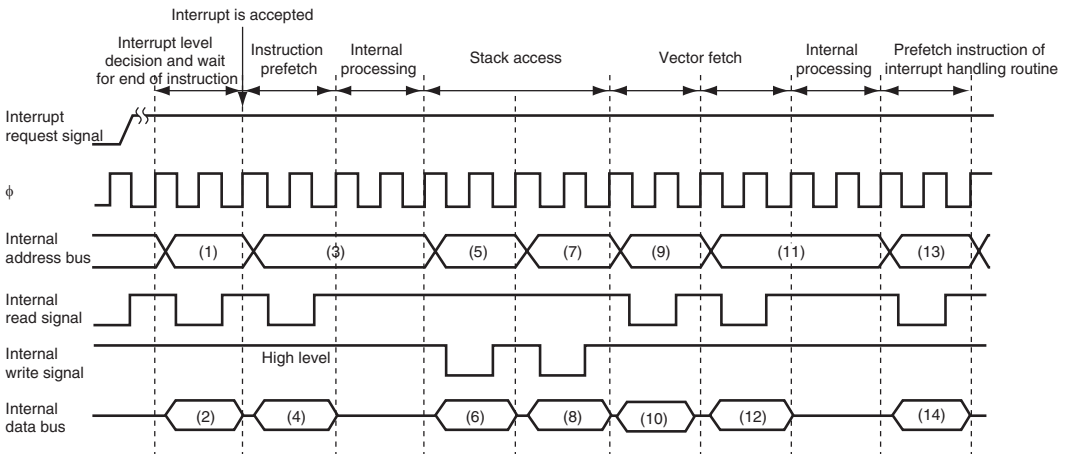 Interrupt is accepted
Interrupt level
decision and wait
for end of instruction
Instruction
prefetch
Internal
processing
Stack access
Vector fetch
Internal
processing
Prefetch instruction of
interrupt handling routine
Interrupt
request signal
φ
Internal
address bus
(1)
(3)
(5)
(7)
(9)
(11)
(13)
Internal
read signal
Internal
write signal
High level
Internal
data bus
(2)
(4)
(6)
(8)
(10)
(12)
(14)